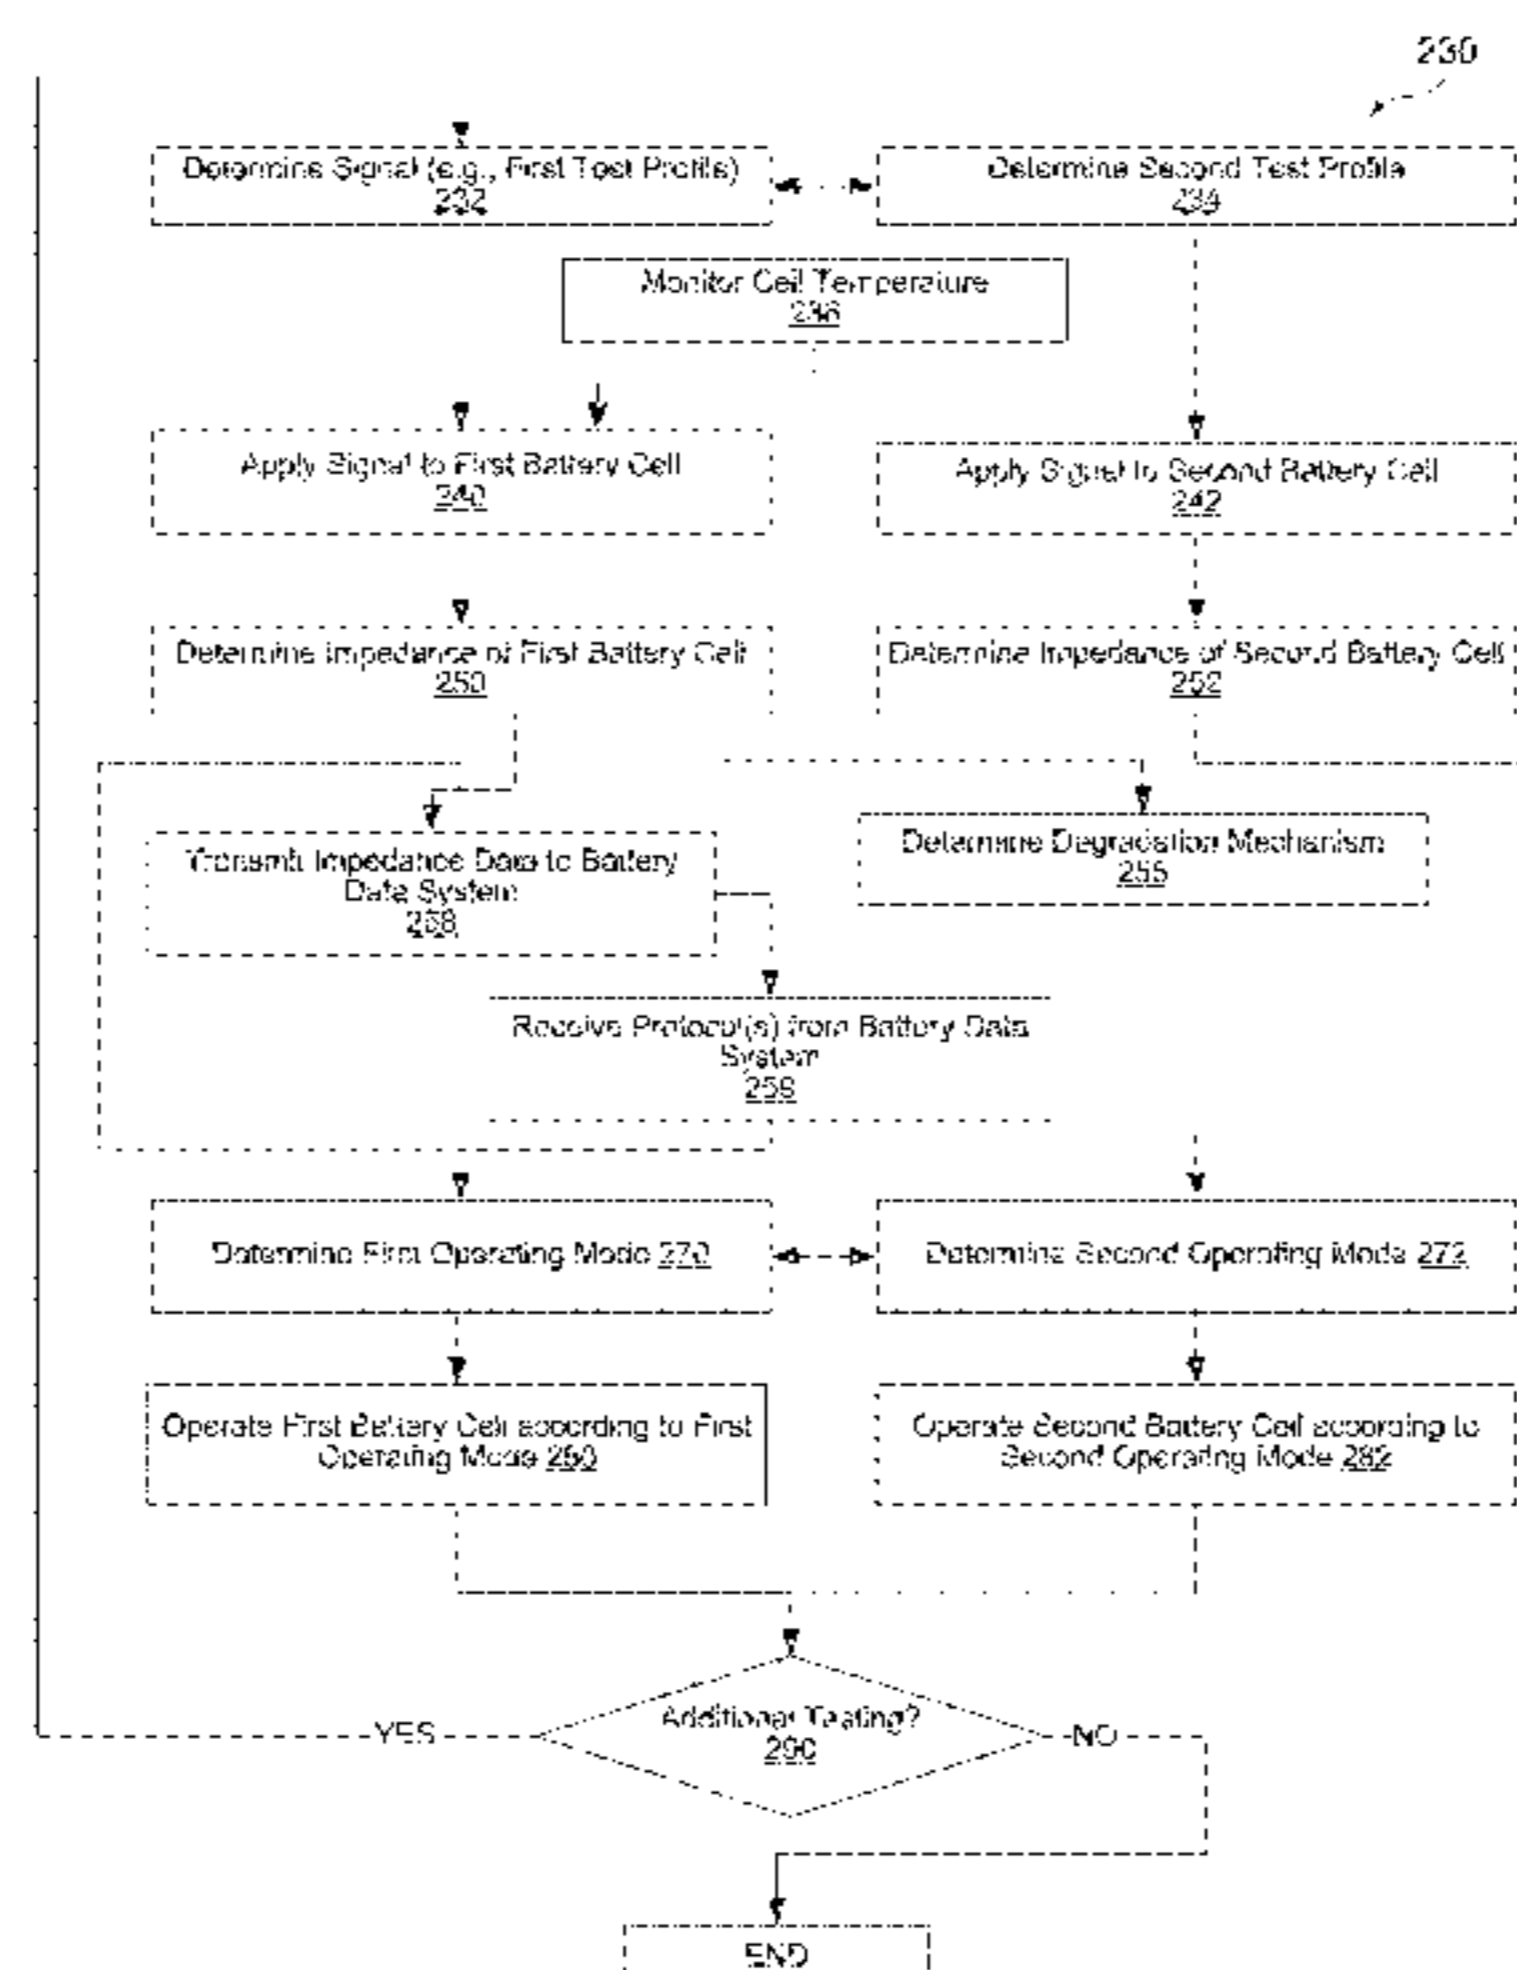 230
Determine Signal (e.g., First Test Profile)
232
Determine Second Test Profile
234
Monitor Cell Temperature
236
Apply Signal to First Battery Cell
240
Apply Signal to Second Battery Cell
242
Determine Impedance of First Battery Cell
250
Determine Impedance of Second Battery Cell
252
Determine Degradation Mechanism
Transmit Impedance Data to Battery
Data System
Receive Protocol(s) from Battery Data
System
Determine First Operating Mode 270
Determine Second Operating Mode 272
Operate First Battery Cell according to First
Operating Mode
Operate Second Battery Cell according to
Second Operating Mode 282
Additional Testing?
290
YES
NO
END